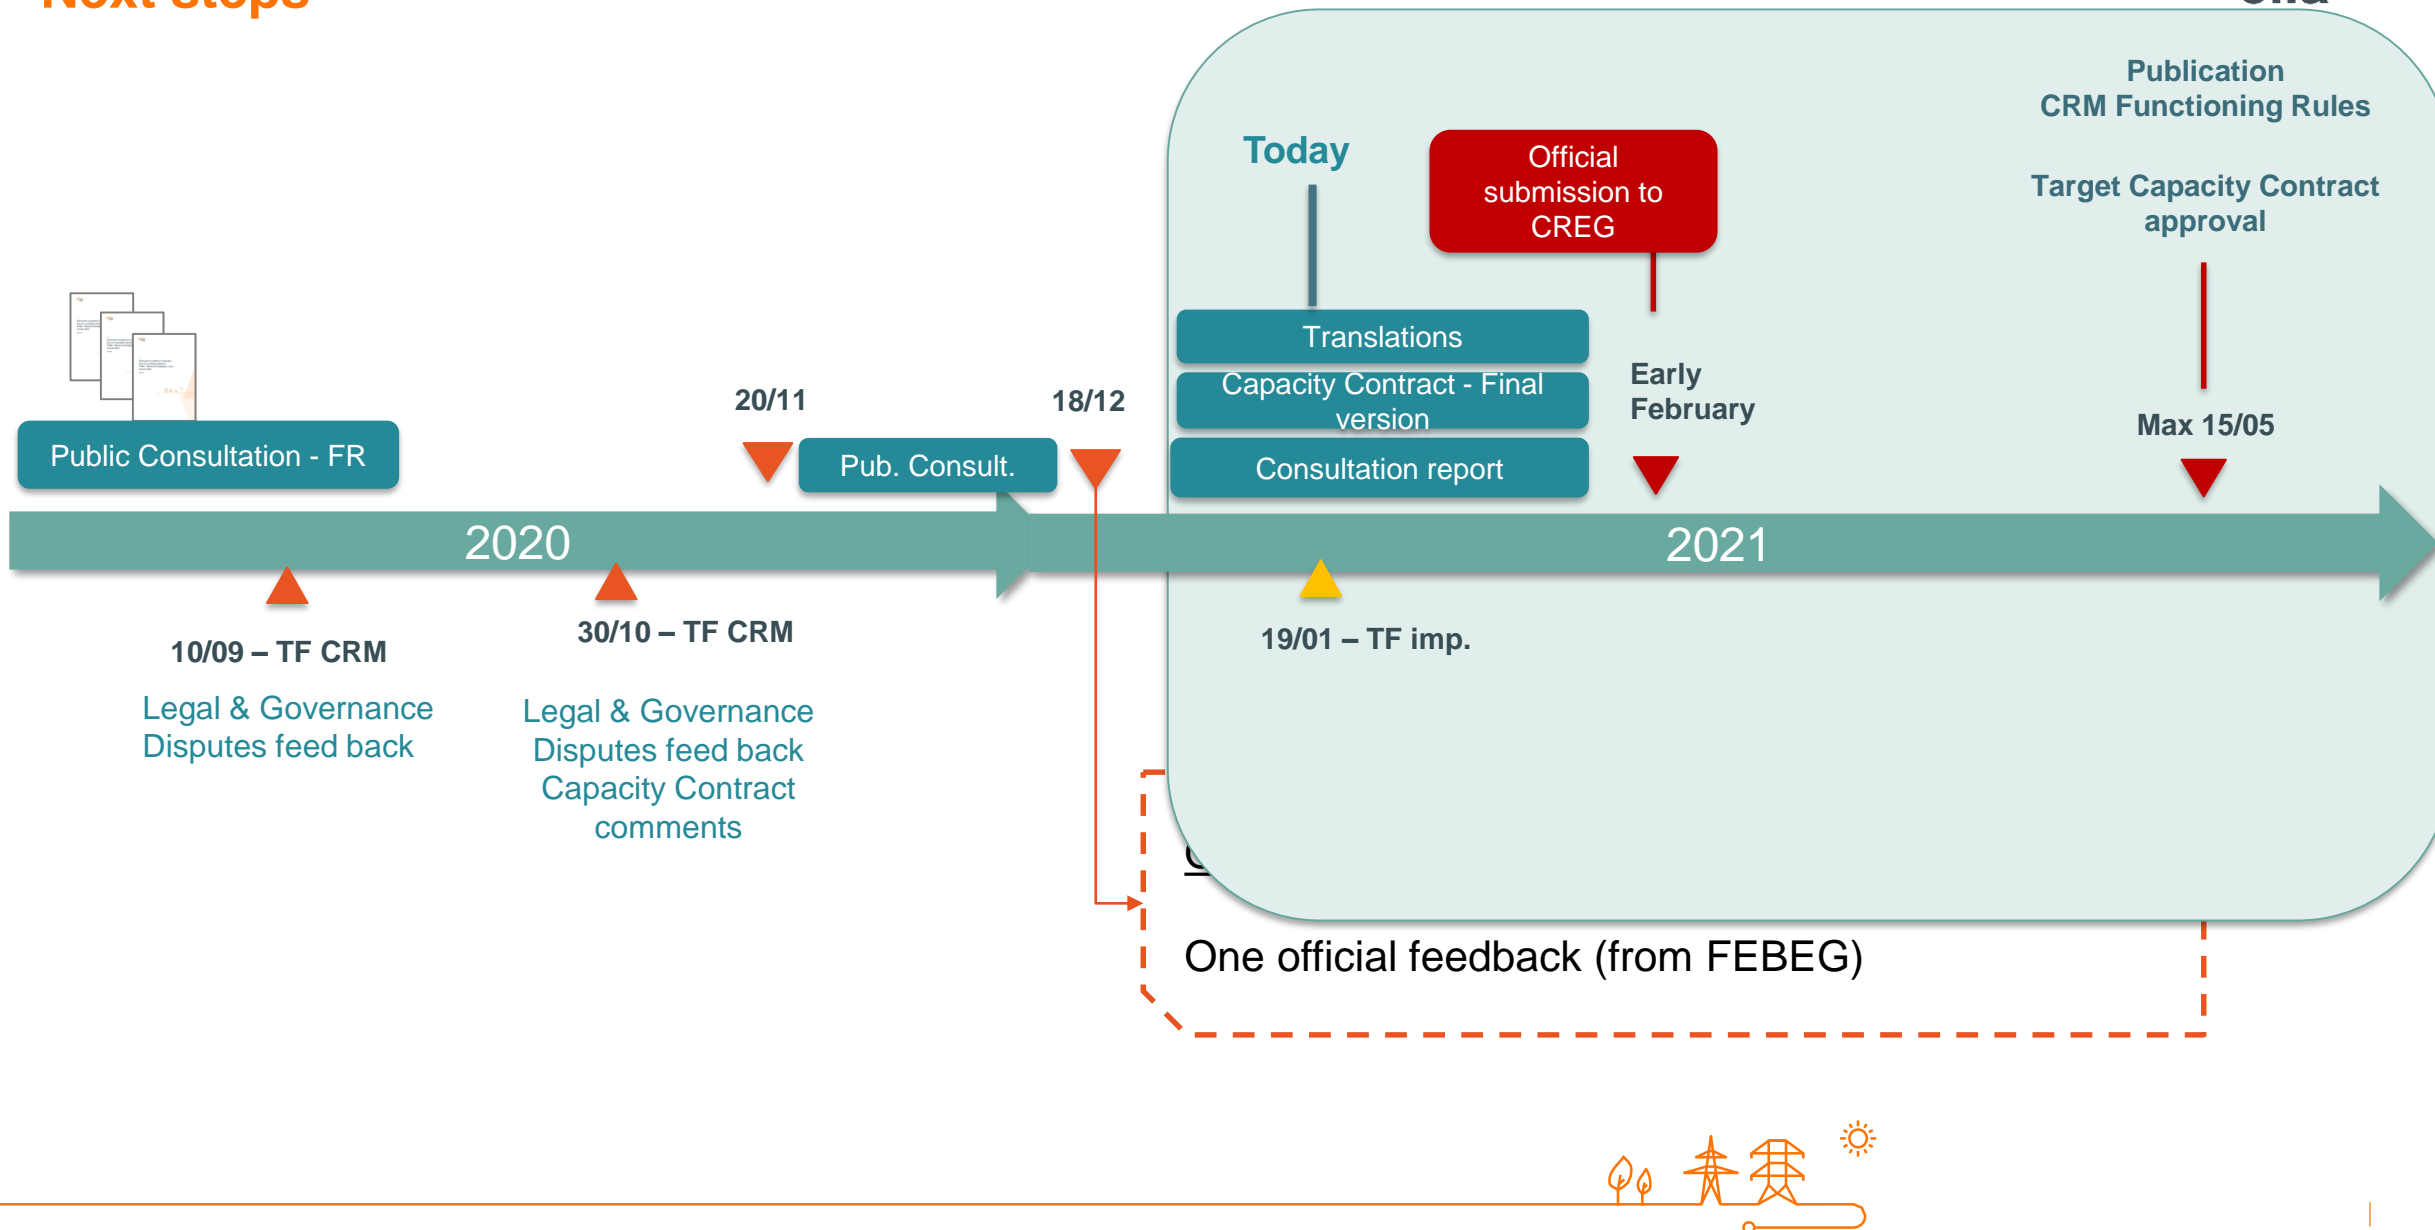 Next steps
elia
Publication
CRM Functioning Rules
Target Capacity Contract
approval
Today
Official
submission to
CREG
Translations
Capacity Contract - Final
version
Consultation report
Early
February
Max 15/05
20/11
18/12
Public Consultation - FR
Pub. Consult.
2020
2021
10/09 – TF CRM
Legal & Governance
Disputes feed back
30/10 – TF CRM
Legal & Governance
Disputes feed back
Capacity Contract
comments
19/01 – TF imp.
One official feedback (from FEBEG)